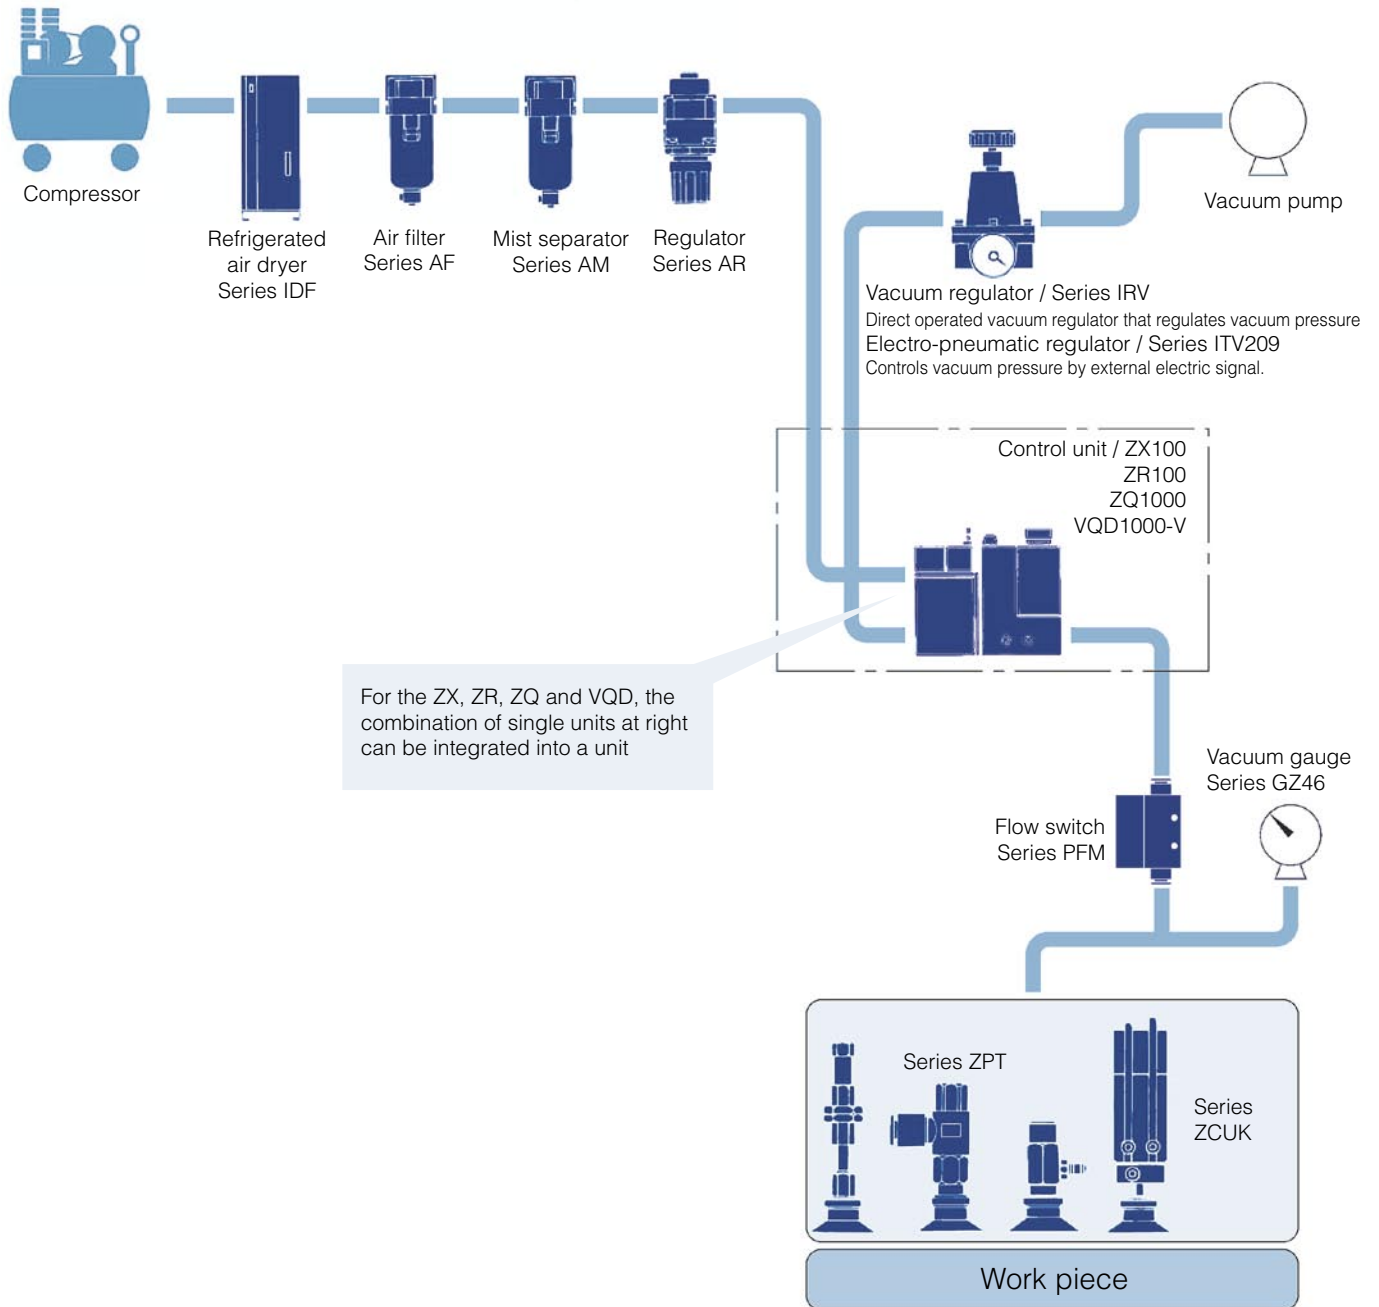 Compressor
Refrigerated
air dryer
Series IDF
Air filter
Series AF
Mist separator
Series AM
Regulator
Series AR
Vacuum pump
Vacuum regulator / Series IRV
Direct operated vacuum regulator that regulates vacuum pressure
Electro-pneumatic regulator / Series ITV209
Controls vacuum pressure by external electric signal.
Control unit / ZX100
ZR100
ZQ1000
VQD1000-V
For the ZX, ZR, ZQ and VQD, the
combination of single units at right
can be integrated into a unit
Vacuum gauge
Series GZ46
Flow switch
Series PFM
Series ZPT
Series
ZCUK
Work piece